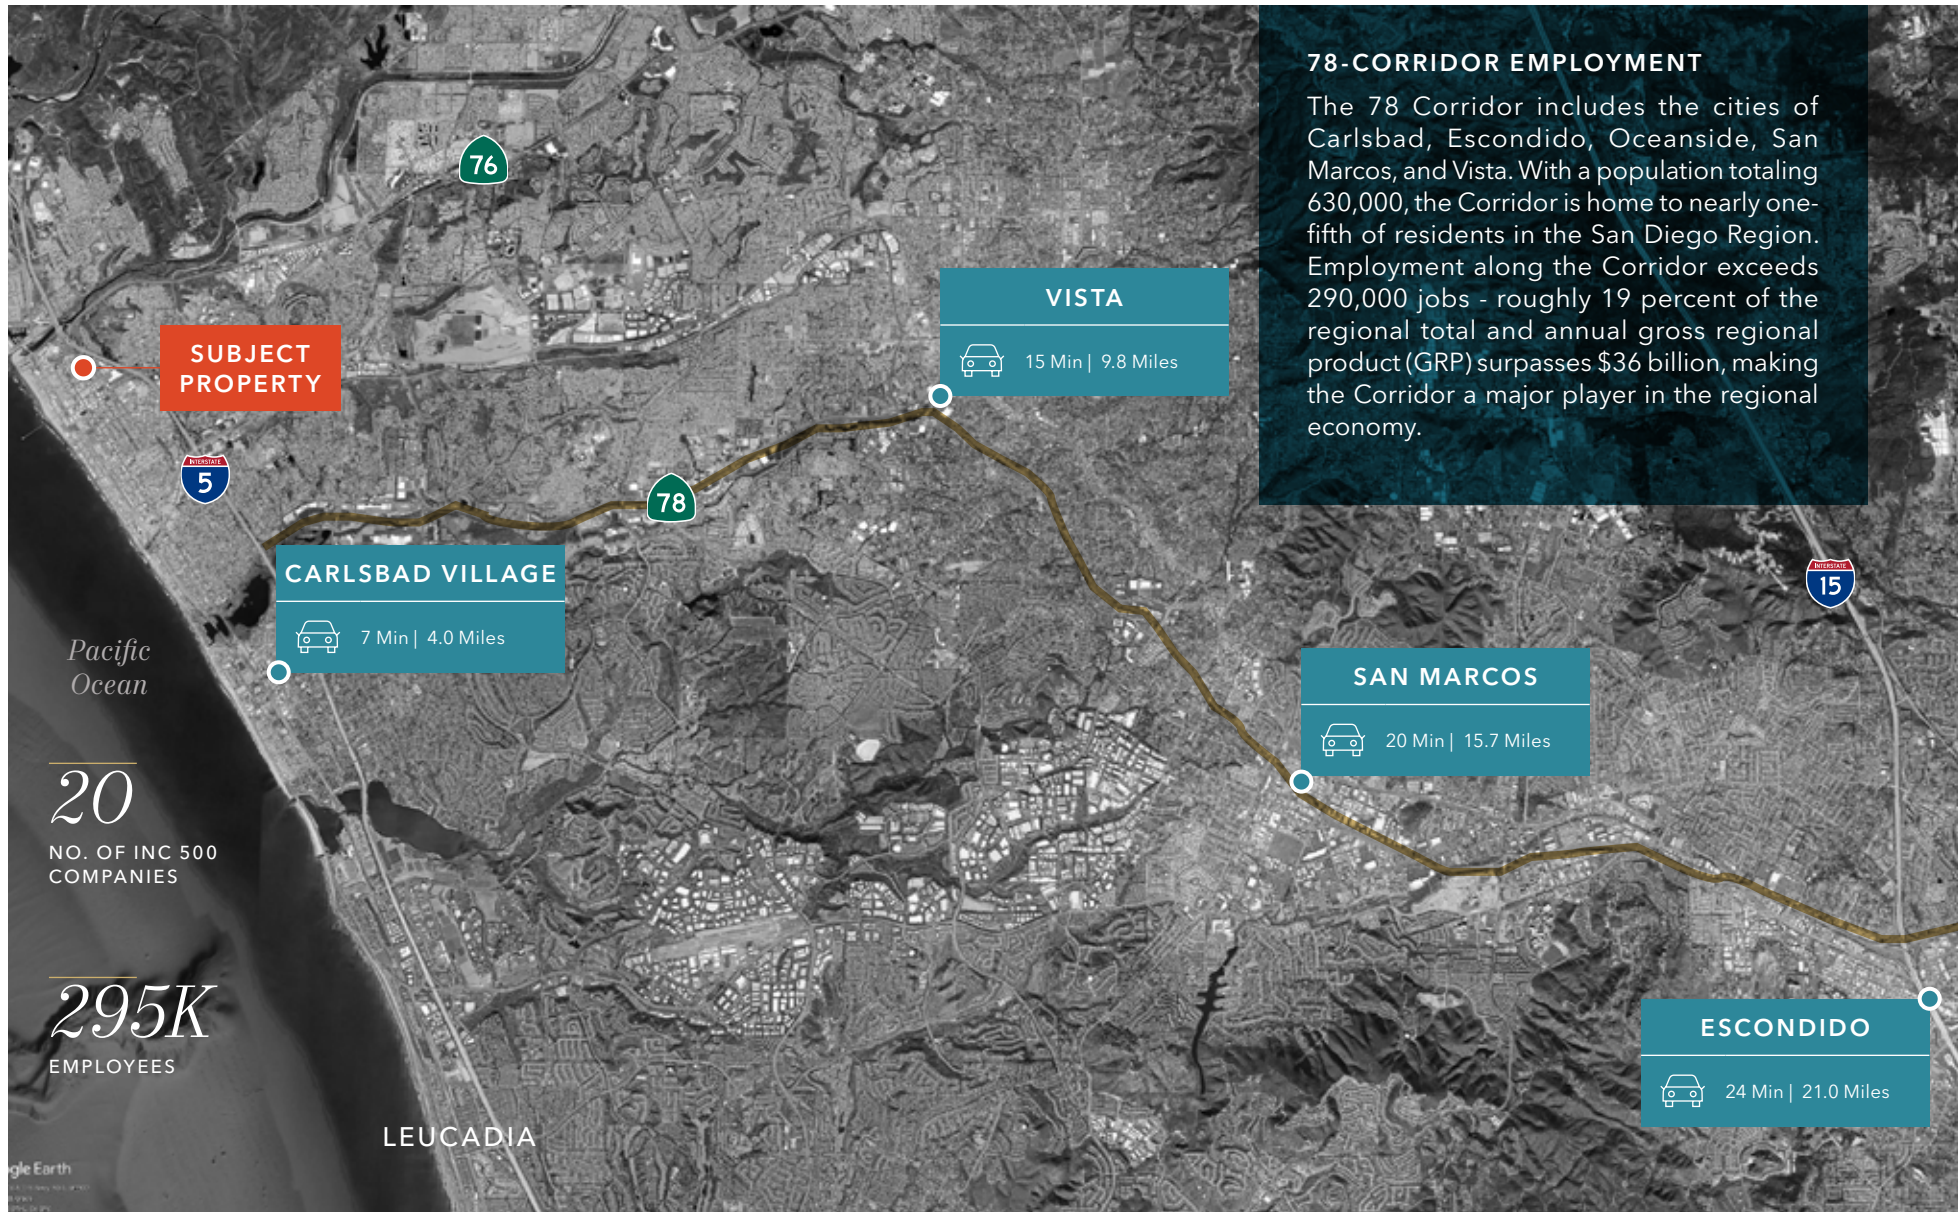 78-CORRIDOR EMPLOYMENT
The 78 Corridor includes the cities of
Carlsbad, Escondido, Oceanside, San
Marcos, and Vista. With a population totaling
630,000, the Corridor is home to nearly one-
fifth of residents in the San Diego Region.
Employment along the Corridor exceeds
290,000 jobs - roughly 19 percent of the
regional total and annual gross regional
product (GRP) surpasses $36 billion, making
the Corridor a major player in the regional
economy.
76
VISTA
15 Min | 9.8 Miles
SUBJECT
PROPERTY
INTERSTATE
5
78
CARLSBAD VILLAGE
7 Min | 4.0 Miles
INTERSTATE
15
Pacific
Ocean
SAN MARCOS
20 Min | 15.7 Miles
20
NO. OF INC 500
COMPANIES
295K
EMPLOYEES
ESCONDIDO
24 Min | 21.0 Miles
LEUCADIA
gle Earth